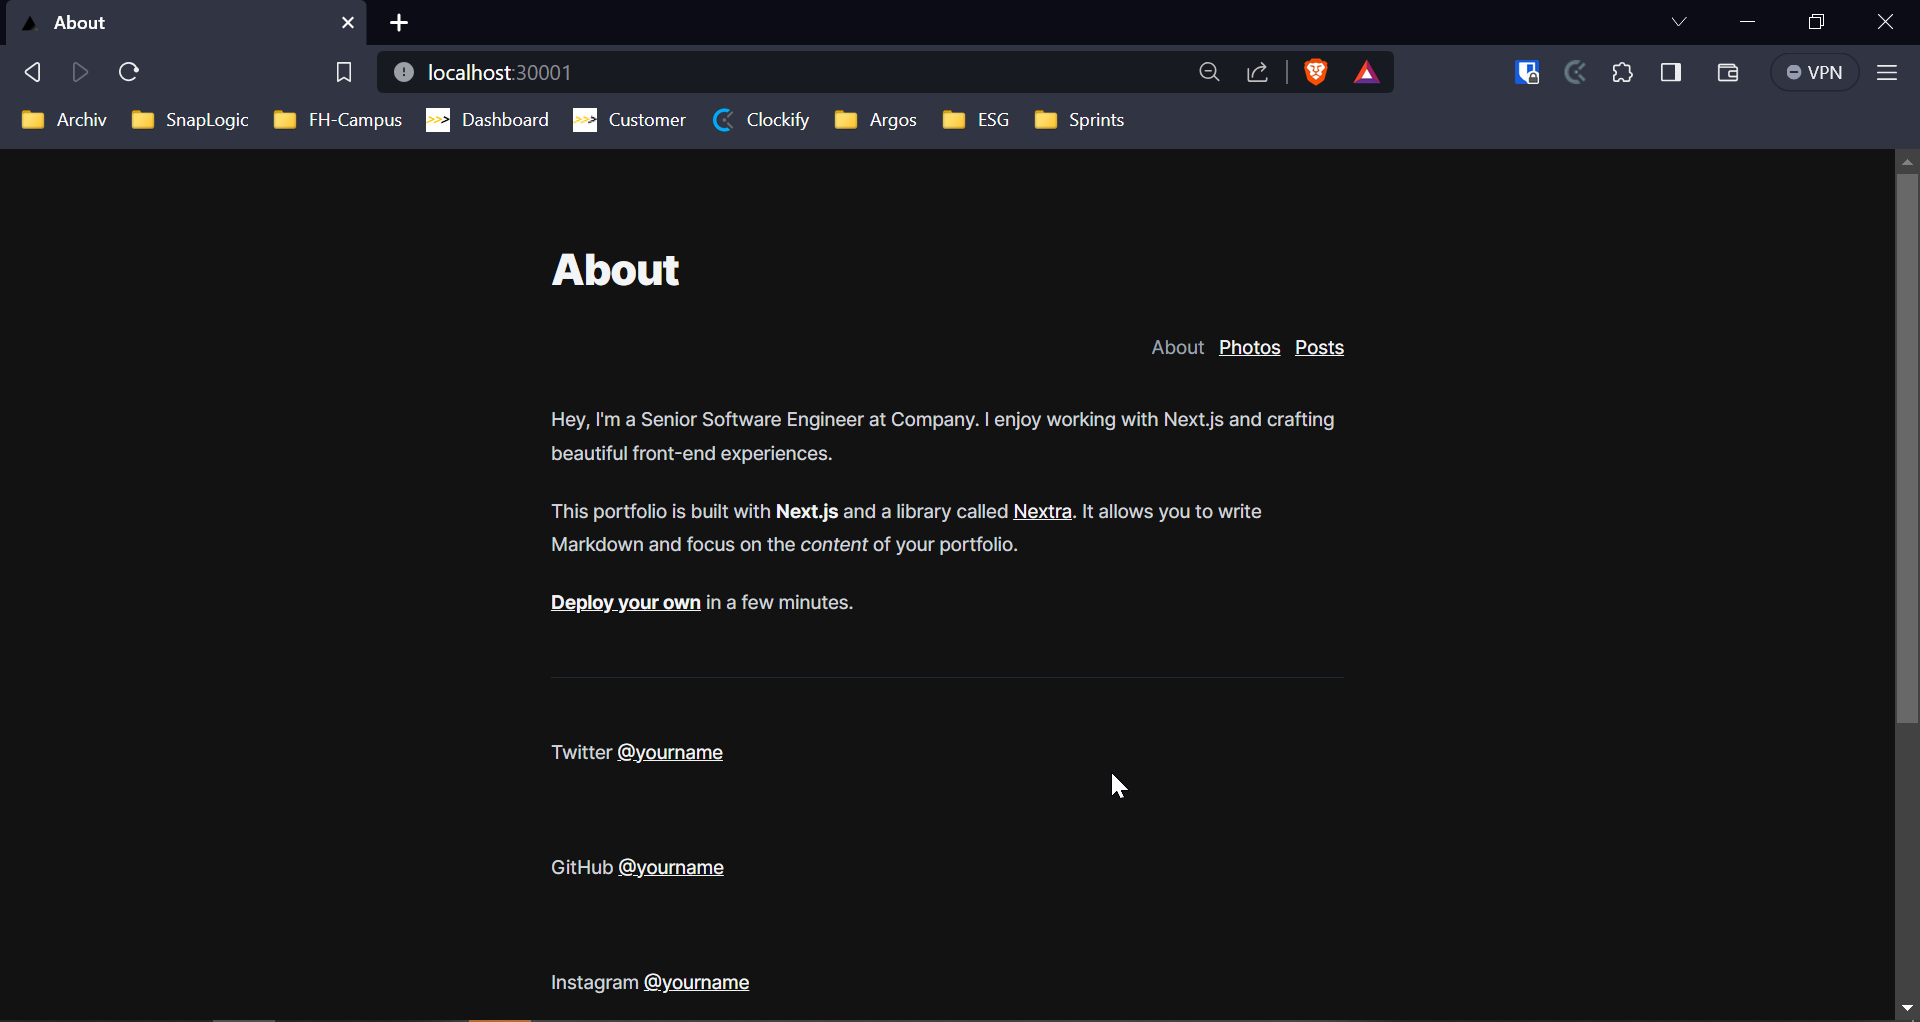 About
localhost:30001
VPN
Archiv SnapLogic FH-Campus Dashboard Customer Clockify Argos ESG Sprints
About
About Photos Posts
Hey, I'm a Senior Software Engineer at Company. I enjoy working with Next.js and crafting
beautiful front-end experiences.
This portfolio is built with Next.js and a library called Nextra. It allows you to write
Markdown and focus on the content of your portfolio.
Deploy your own in a few minutes.
Twitter @yourname
GitHub @yourname
Instagram @yourname